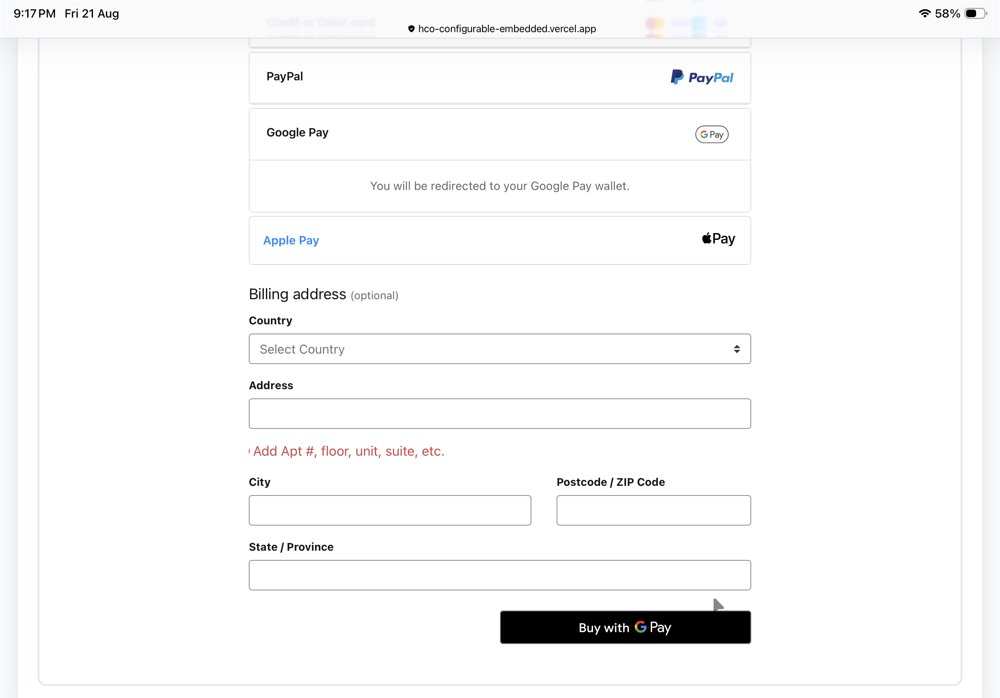 9:17 PM Fri 21 Aug
58%
Credit or Debit card
VISA
hco-configurable-embedded.vercel.app
PayPal
PayPal
Google Pay
G Pay
You will be redirected to your Google Pay wallet.
Apple Pay
Pay
Billing address (optional)
Country
Select Country
Address
Add Apt #, floor, unit, suite, etc.
City
Postcode / ZIP Code
State / Province
Buy with G Pay